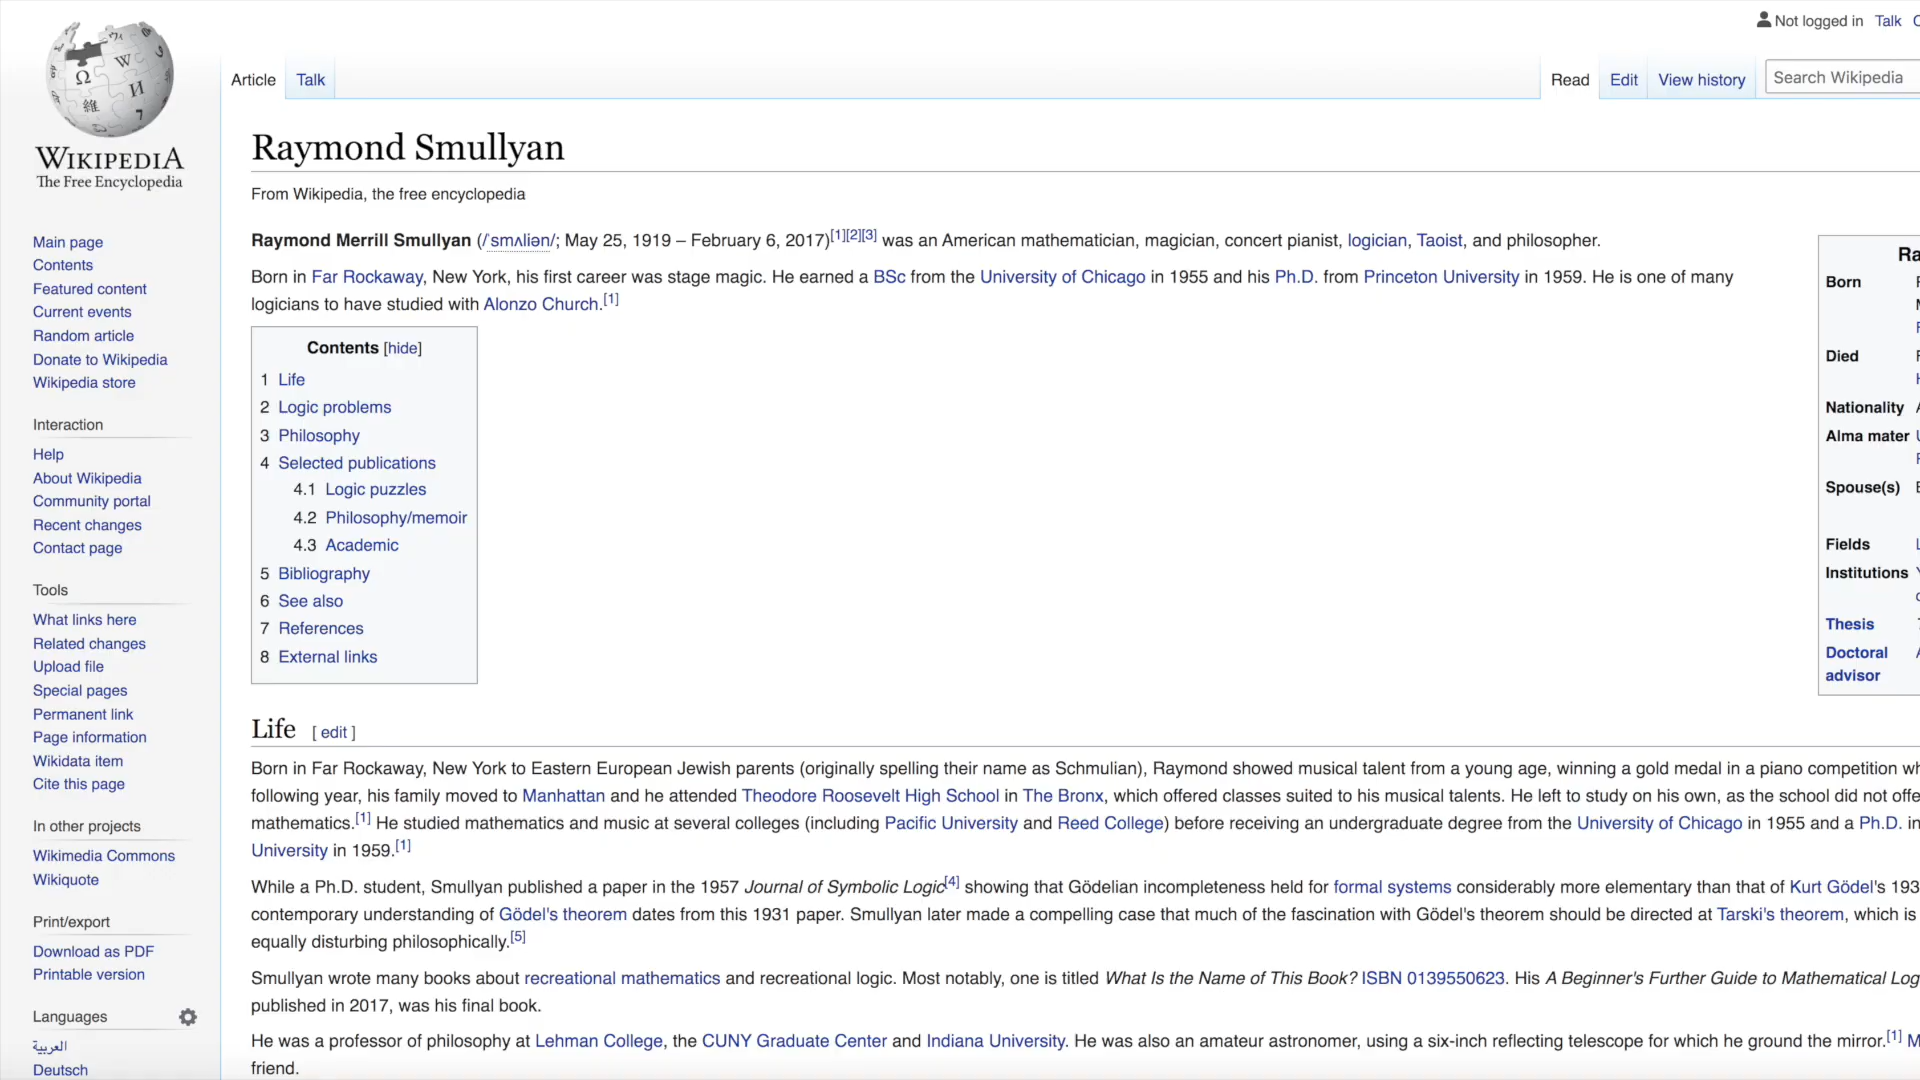 Not logged in Talk
Article Talk Read Edit View history Search Wikipedia
WIKIPEDIA
The Free Encyclopedia
Main page
Contents
Featured content
Current events
Random article
Donate to Wikipedia
Wikipedia store
Interaction
Help
About Wikipedia
Community portal
Recent changes
Contact page
Tools
What links here
Related changes
Upload file
Special pages
Permanent link
Page information
Wikidata item
Cite this page
In other projects
Wikimedia Commons
Wikiquote
Print/export
Download as PDF
Printable version
Languages
العربية
Deutsch
Raymond Smullyan
From Wikipedia, the free encyclopedia
Raymond Merrill Smullyan (/ˈsmʌliən/; May 25, 1919 – February 6, 2017)[1][2][3] was an American mathematician, magician, concert pianist, logician, Taoist, and philosopher.
Born in Far Rockaway, New York, his first career was stage magic. He earned a BSc from the University of Chicago in 1955 and his Ph.D. from Princeton University in 1959. He is one of many
logicians to have studied with Alonzo Church.[1]
Contents [hide]
1 Life
2 Logic problems
3 Philosophy
4 Selected publications
4.1 Logic puzzles
4.2 Philosophy/memoir
4.3 Academic
5 Bibliography
6 See also
7 References
8 External links
Ra
Born
Died
Nationality
Alma mater
Spouse(s)
Fields
Institutions
Thesis
Doctoral
advisor
Life [ edit ]
Born in Far Rockaway, New York to Eastern European Jewish parents (originally spelling their name as Schmulian), Raymond showed musical talent from a young age, winning a gold medal in a piano competition wh
following year, his family moved to Manhattan and he attended Theodore Roosevelt High School in The Bronx, which offered classes suited to his musical talents. He left to study on his own, as the school did not offe
mathematics.[1] He studied mathematics and music at several colleges (including Pacific University and Reed College) before receiving an undergraduate degree from the University of Chicago in 1955 and a Ph.D. in
University in 1959.[1]
While a Ph.D. student, Smullyan published a paper in the 1957 Journal of Symbolic Logic[4] showing that Gödelian incompleteness held for formal systems considerably more elementary than that of Kurt Gödel's 193
contemporary understanding of Gödel's theorem dates from this 1931 paper. Smullyan later made a compelling case that much of the fascination with Gödel's theorem should be directed at Tarski's theorem, which is
equally disturbing philosophically.[5]
Smullyan wrote many books about recreational mathematics and recreational logic. Most notably, one is titled What Is the Name of This Book? ISBN 0139550623. His A Beginner's Further Guide to Mathematical Log
published in 2017, was his final book.
He was a professor of philosophy at Lehman College, the CUNY Graduate Center and Indiana University. He was also an amateur astronomer, using a six-inch reflecting telescope for which he ground the mirror.[1] M
friend.